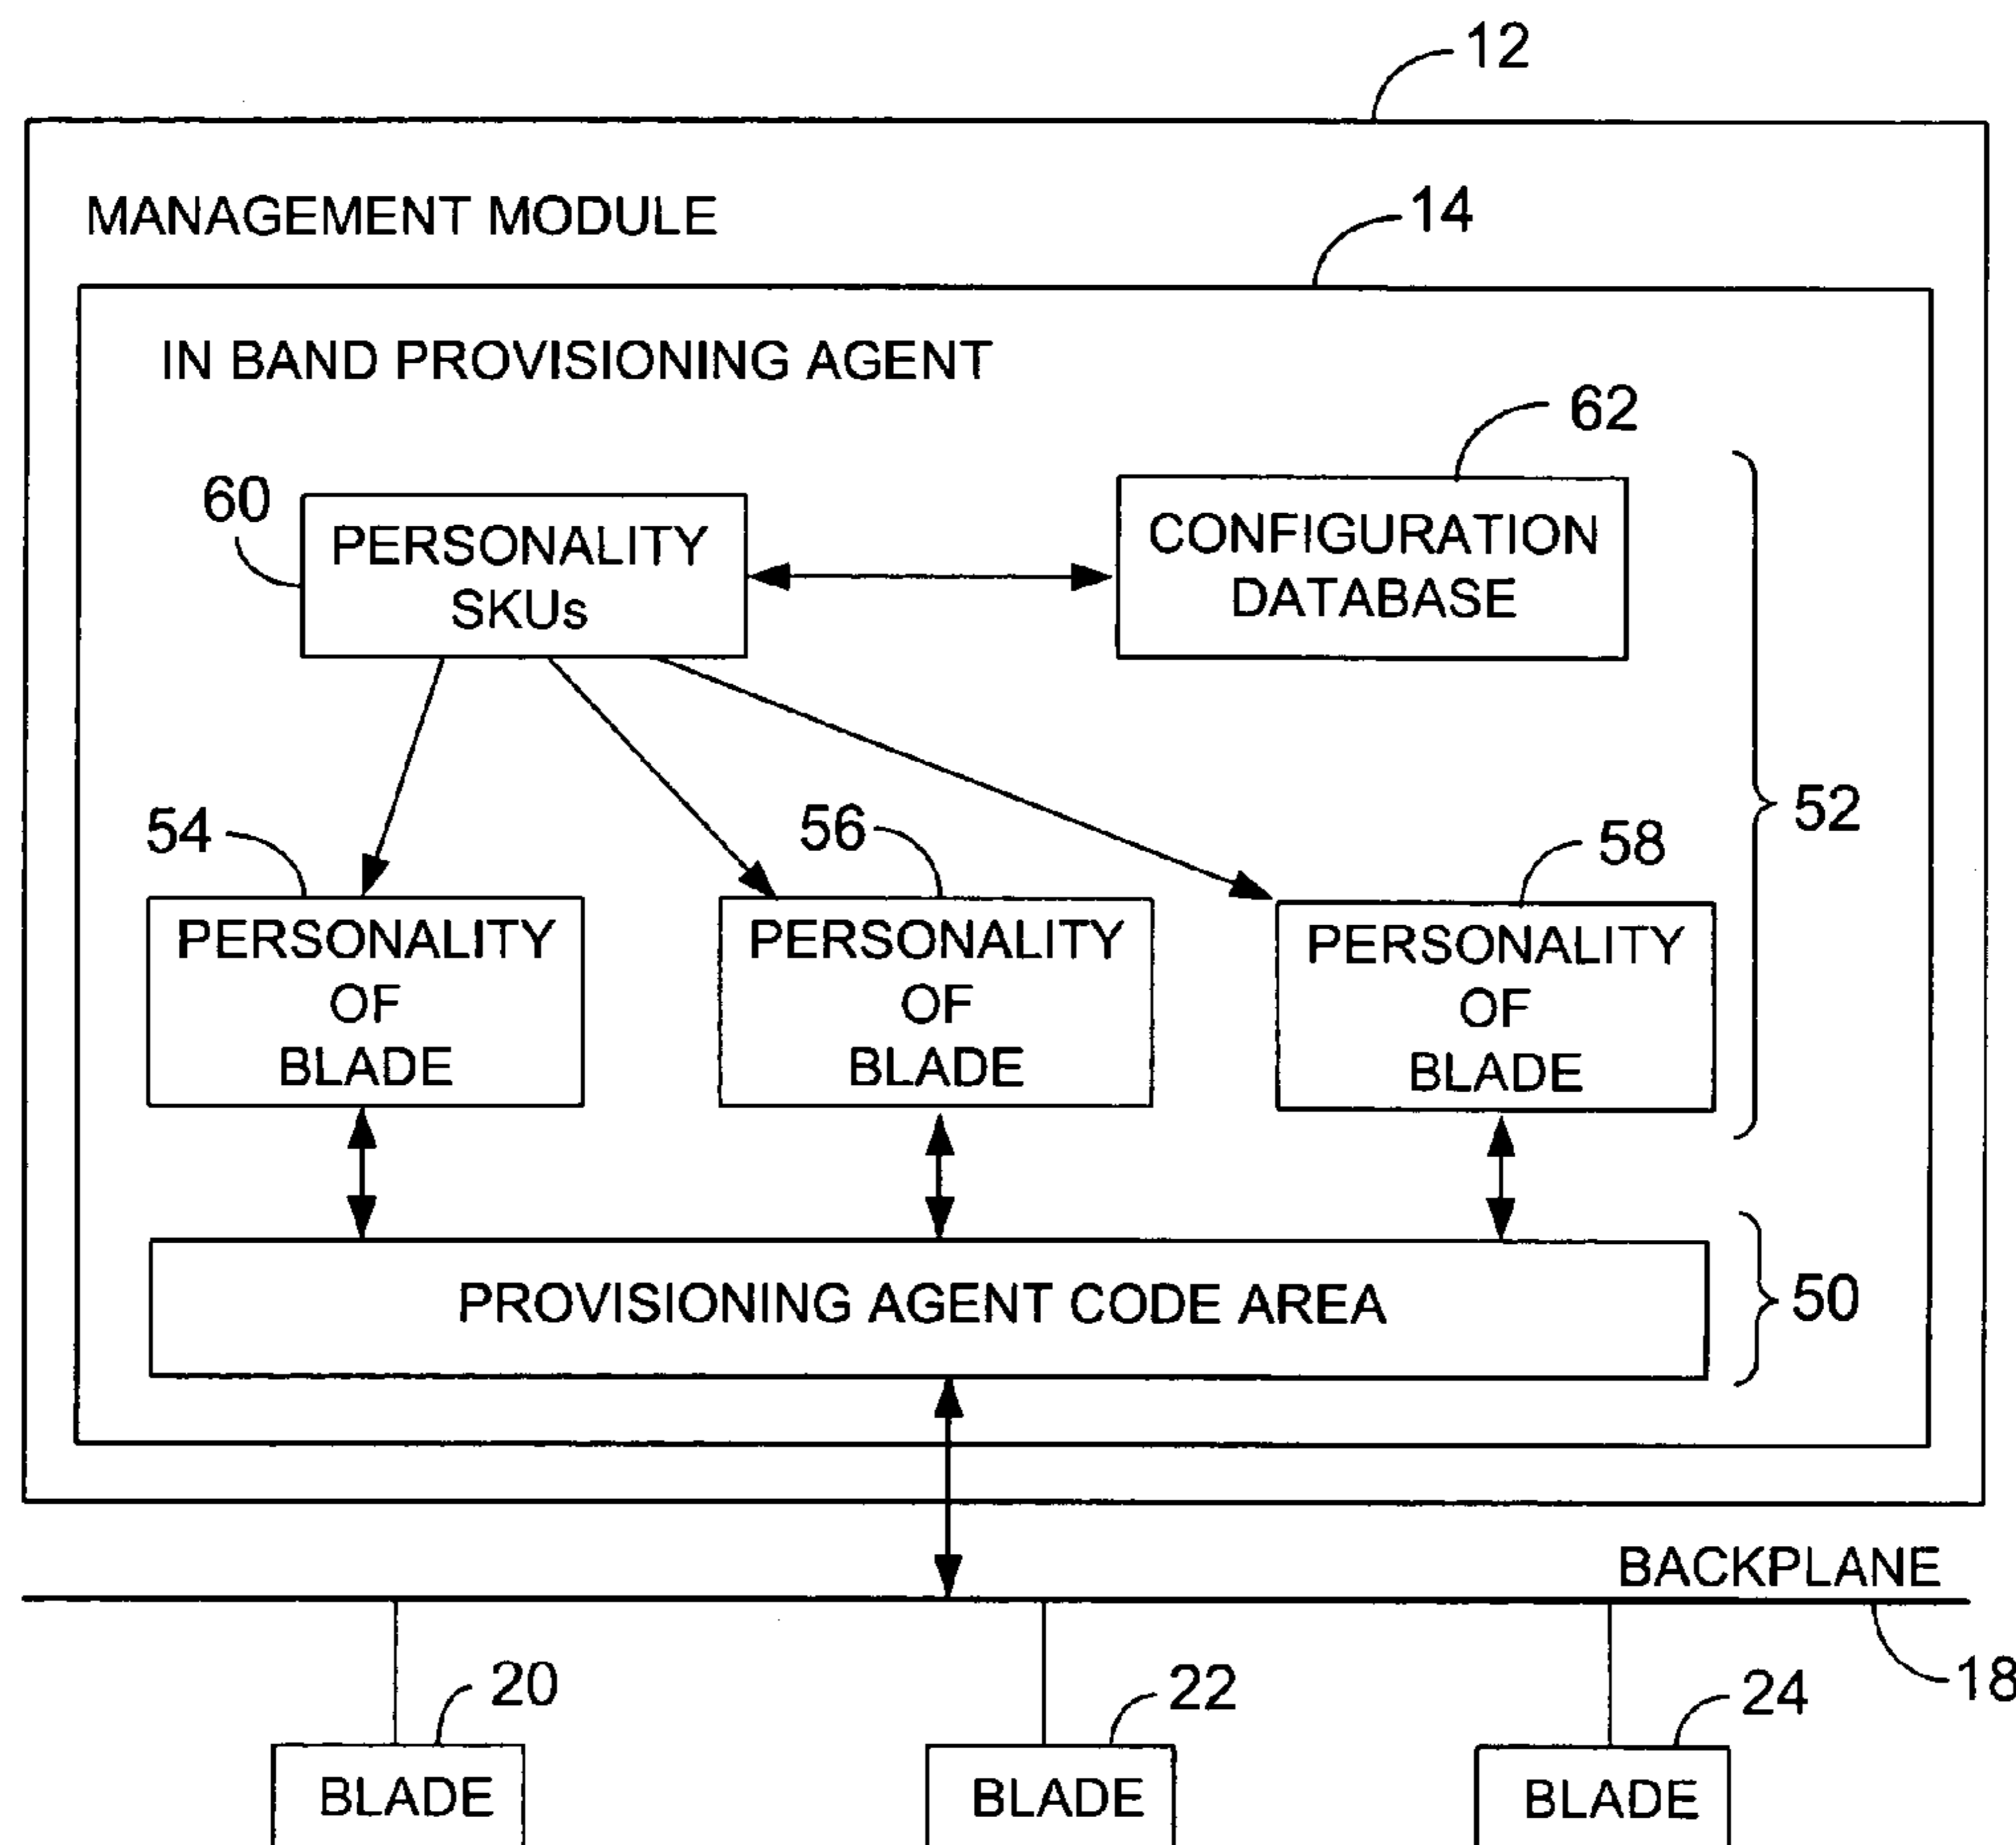 12
MANAGEMENT MODULE
14
IN BAND PROVISIONING AGENT
62
60
PERSONALITY
SKUs
CONFIGURATION
DATABASE
52
54
56
58
PERSONALITY
OF
BLADE
PERSONALITY
OF
BLADE
PERSONALITY
OF
BLADE
PROVISIONING AGENT CODE AREA
50
BACKPLANE
18
20
22
24
BLADE
BLADE
BLADE